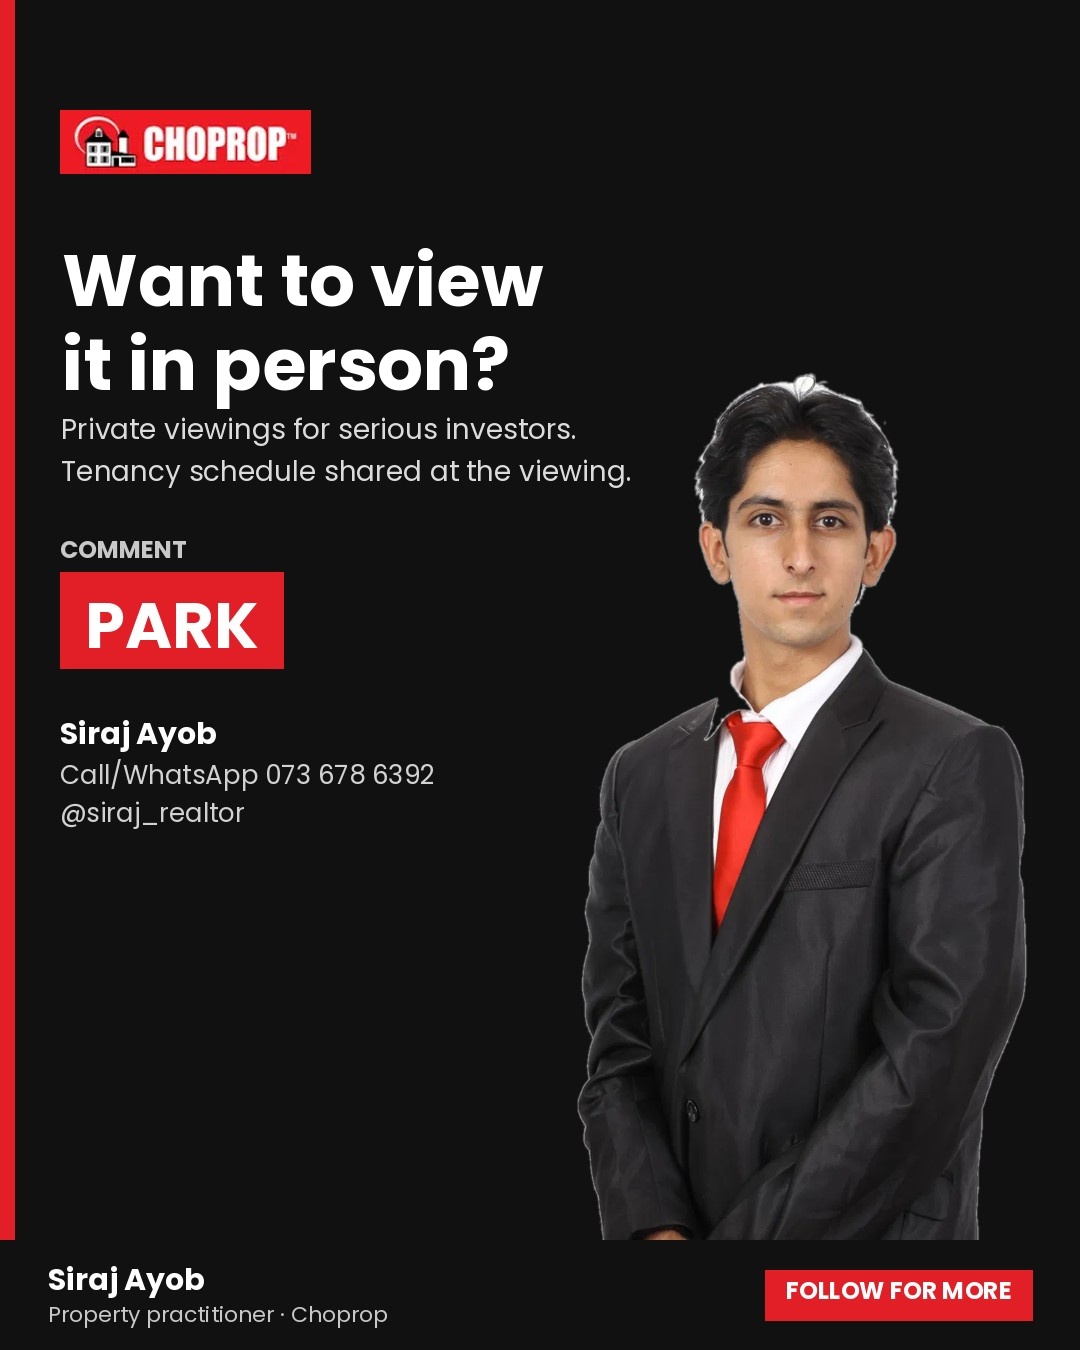 CHOPROP™
Want to view
it in person?
Private viewings for serious investors.
Tenancy schedule shared at the viewing.
COMMENT
PARK
Siraj Ayob
Call/WhatsApp 073 678 6392
@siraj_realtor
Siraj Ayob
Property practitioner · Choprop
FOLLOW FOR MORE